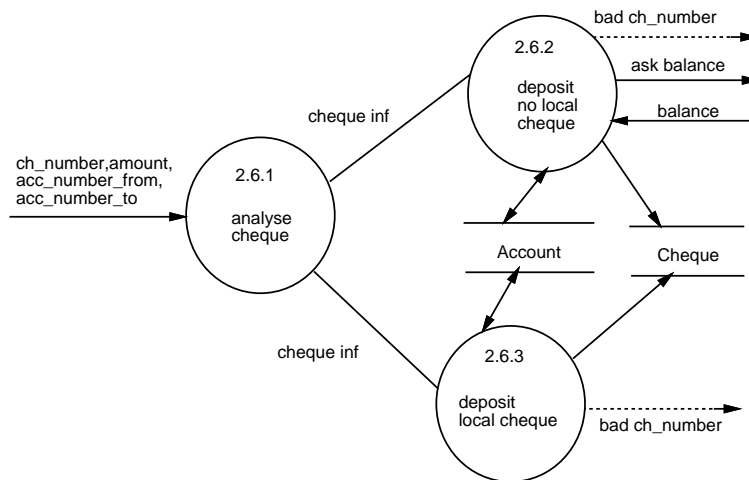 bad ch_number
2.6.2
ask balance
deposit
no local
cheque
balance
cheque inf
ch_number,amount,
acc_number_from,
acc_number_to
2.6.1
analyse
cheque
Account
Cheque
cheque inf
2.6.3
deposit
local cheque
bad ch_number